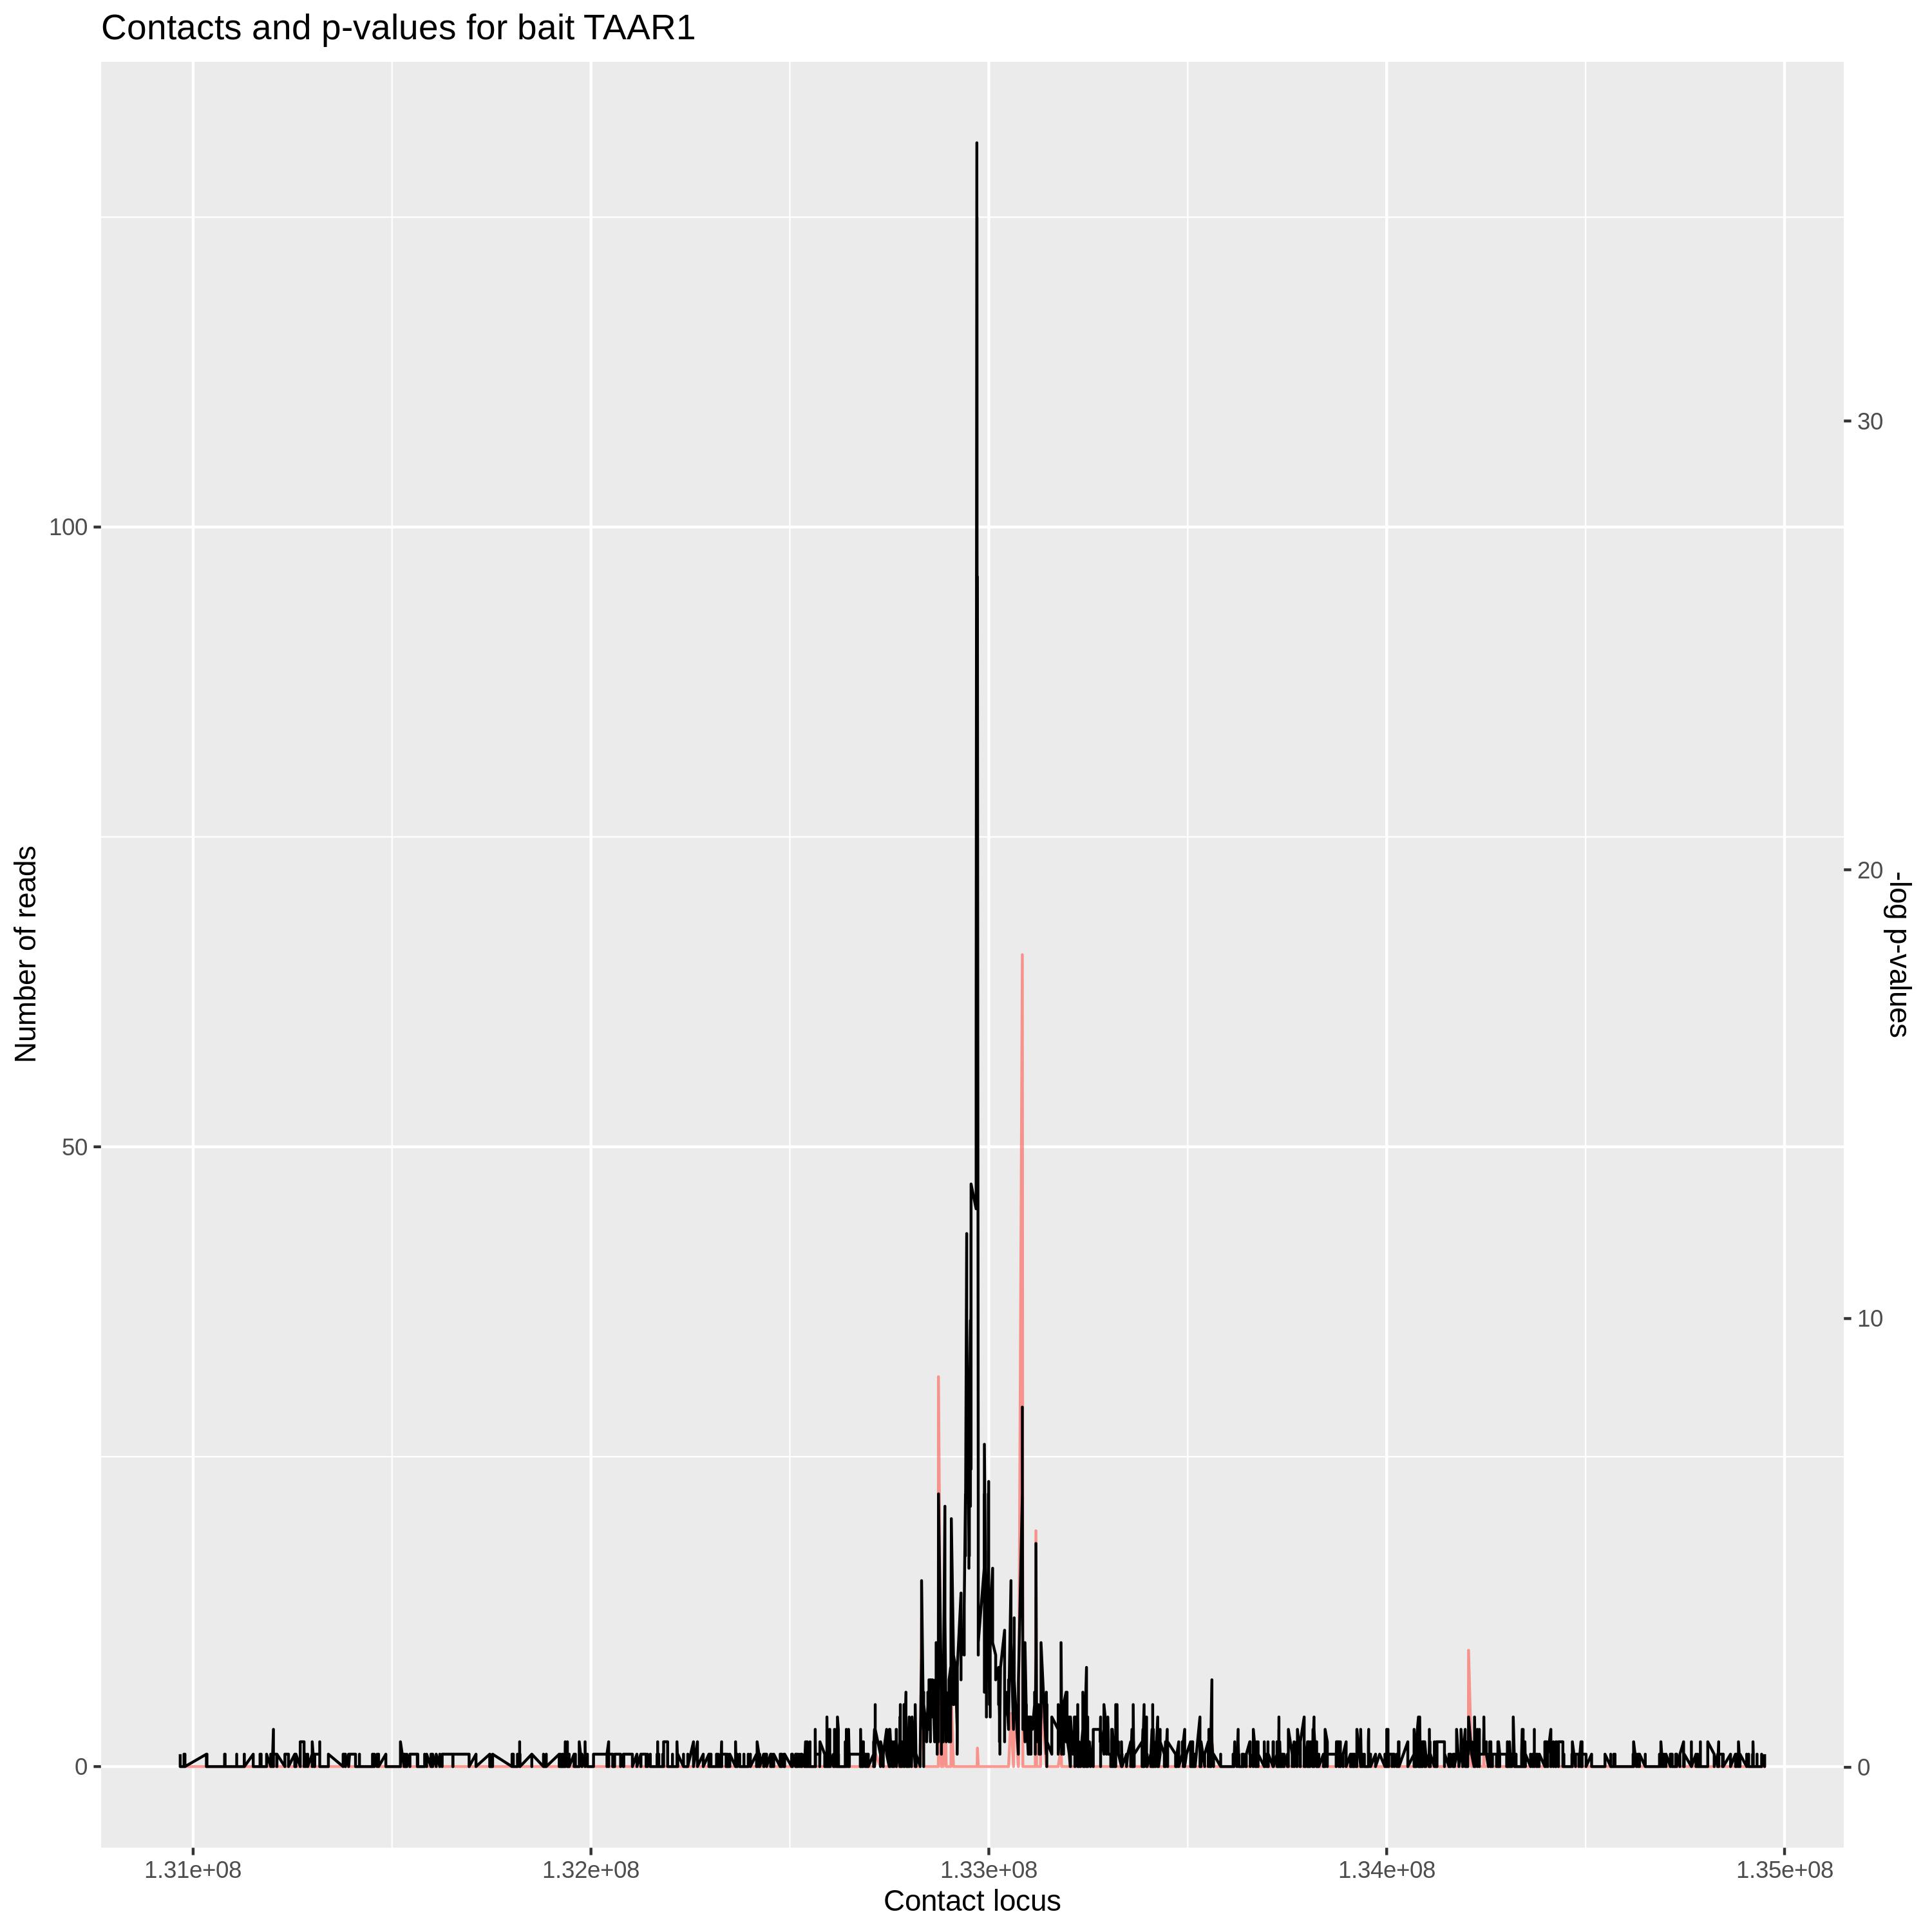 Contacts and p-values for bait TAAR1
Number of reads
100
50
0
30
20
10
0
-log p-values
1.31e+08
1.32e+08
1.33e+08
1.34e+08
1.35e+08
Contact locus